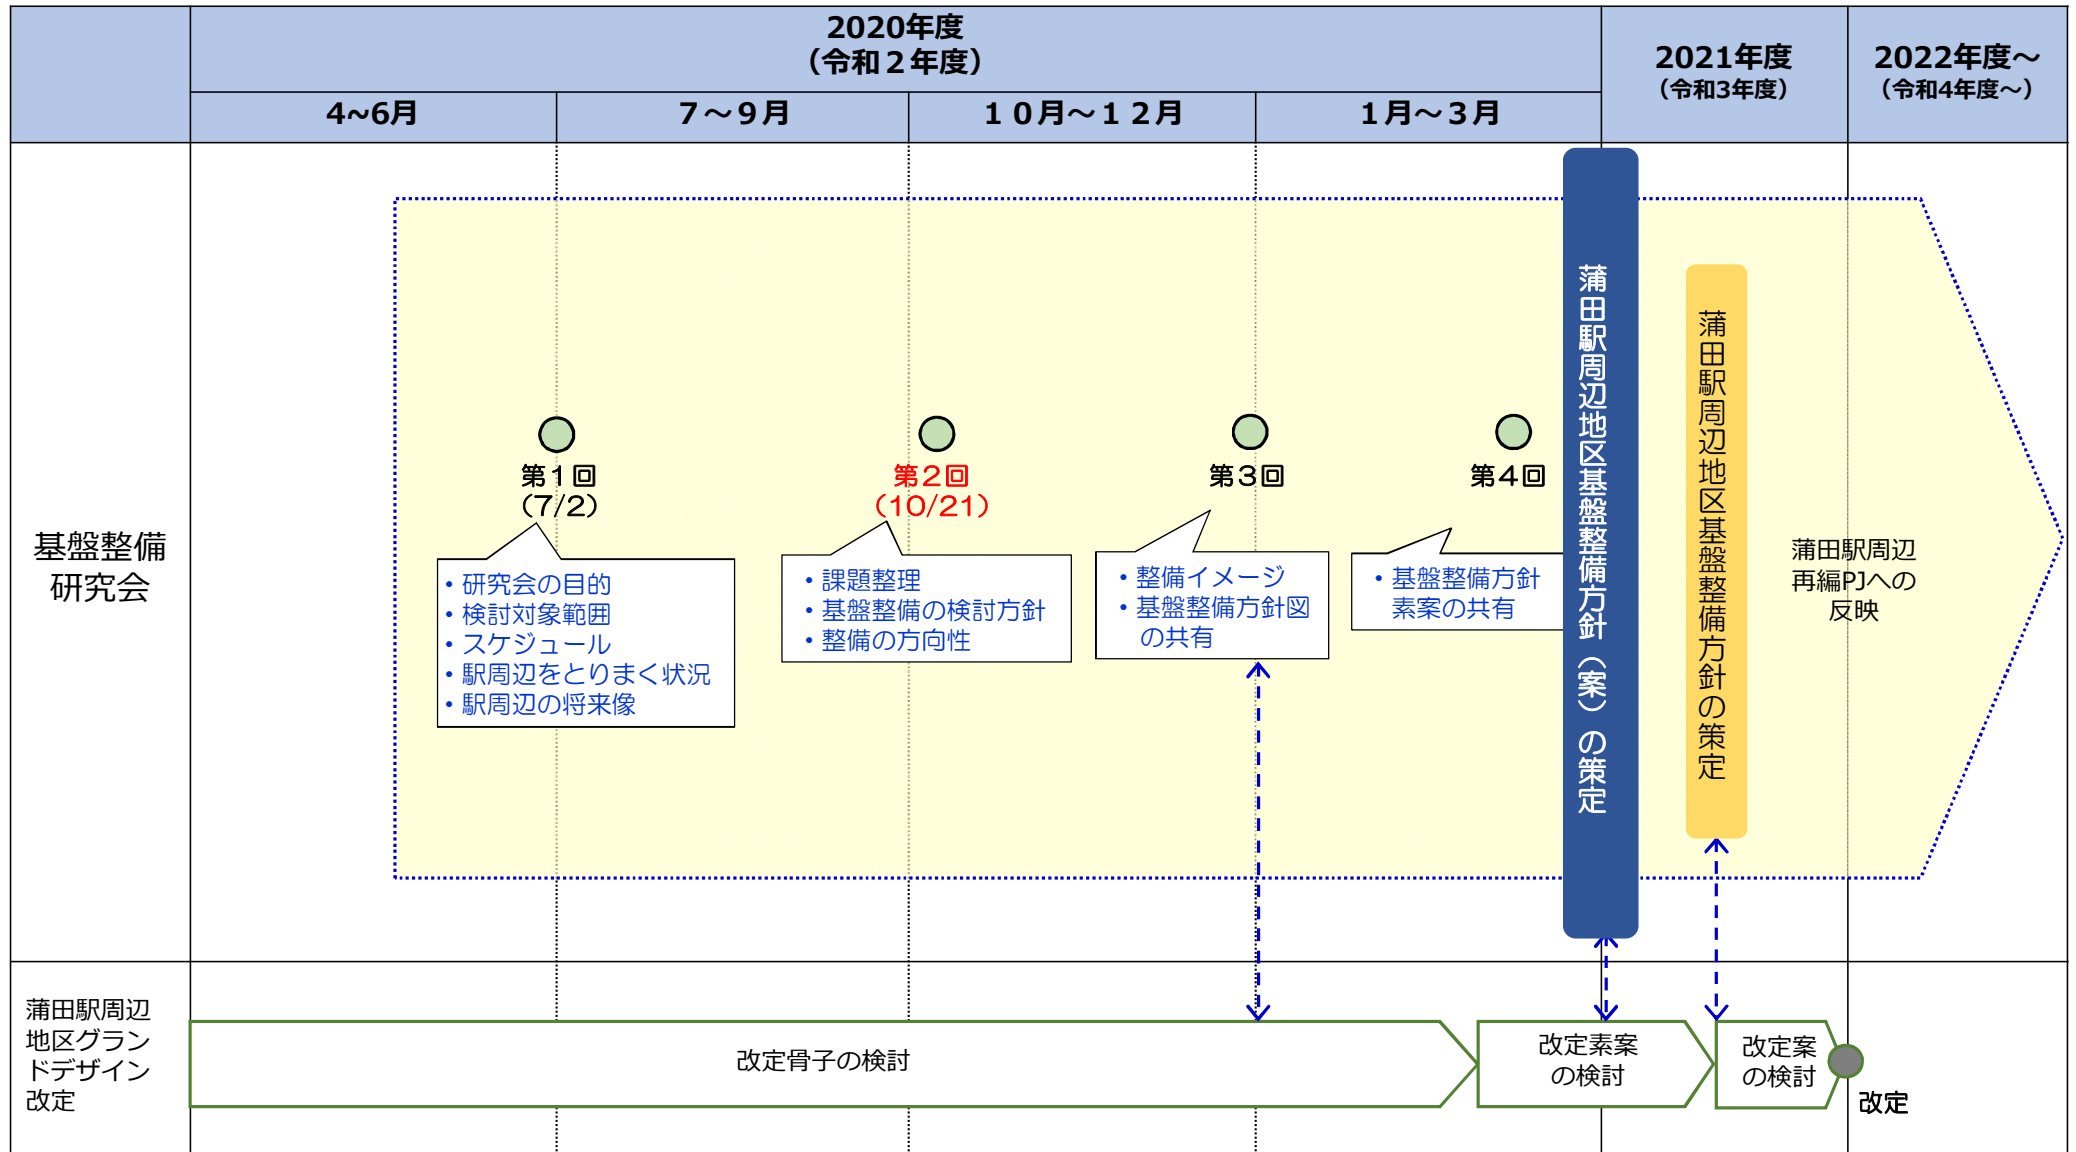 2020年度
（令和２年度）
2021年度
（令和3年度）
2022年度～
（令和4年度～）
4~6月
７～９月
１０月～１２月
１月～３月
基盤整備
研究会
第１回
(7/2)
・研究会の目的
・検討対象範囲
・スケジュール
・駅周辺をとりまく状況
・駅周辺の将来像
第２回
(10/21)
・課題整理
・基盤整備の検討方針
・整備の方向性
第３回
・整備イメージ
・基盤整備方針図
の共有
第４回
・基盤整備方針
素案の共有
蒲田駅周辺地区基盤整備方針（案）の策定
蒲田駅周辺地区基盤整備方針の策定
蒲田駅周辺
再編PJへの
反映
蒲田駅周辺
地区グラン
ドデザイン
改定
改定骨子の検討
改定素案
の検討
改定案
の検討
改定